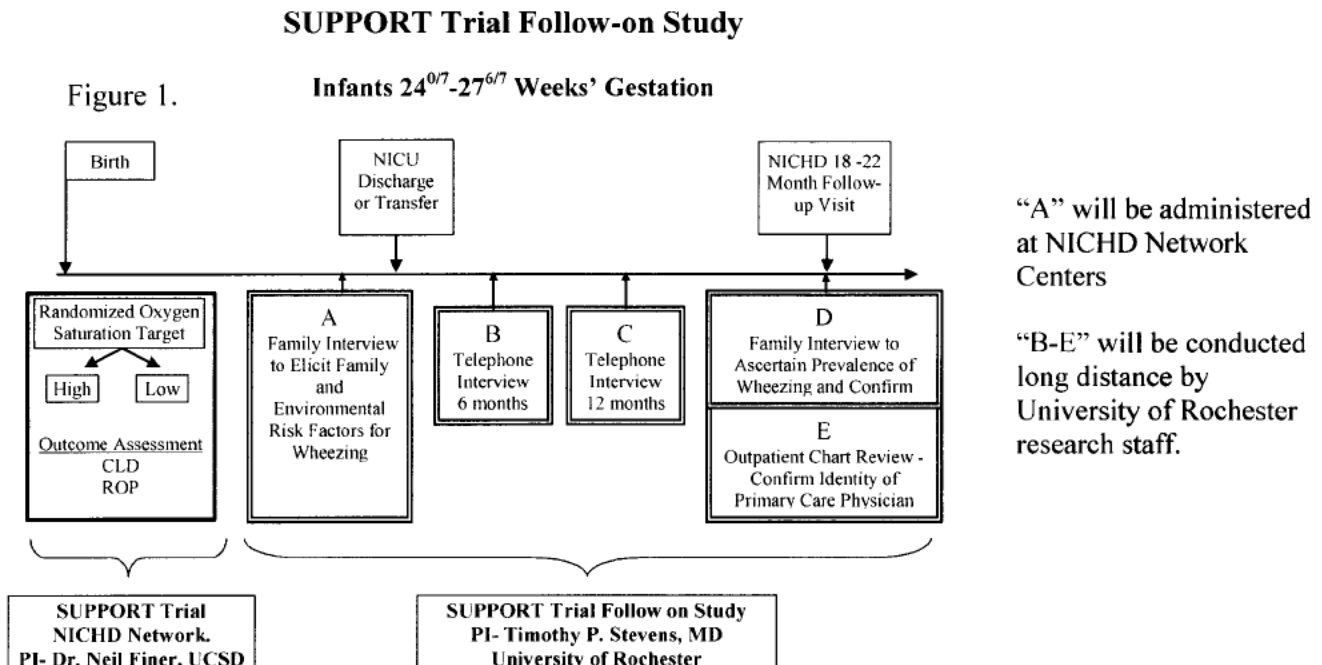 SUPPORT Trial Follow-on Study
Infants 24^0/7-27^6/7 Weeks' Gestation
Figure 1.
Birth
NICU
Discharge
or Transfer
NICHD 18 -22
Month Follow-
up Visit
Randomized Oxygen
Saturation Target
High
Low
Outcome Assessment
CLD
ROP
A
Family Interview
to Elicit Family
and
Environmental
Risk Factors for
Wheezing
B
Telephone
Interview
6 months
C
Telephone
Interview
12 months
D
Family Interview to
Ascertain Prevalence of
Wheezing and Confirm
E
Outpatient Chart Review -
Confirm Identity of
Primary Care Physician
"A" will be administered
at NICHD Network
Centers
"B-E" will be conducted
long distance by
University of Rochester
research staff.
SUPPORT Trial
NICHD Network.
PI- Dr. Neil Finer, UCSD
SUPPORT Trial Follow on Study
PI- Timothy P. Stevens, MD
University of Rochester